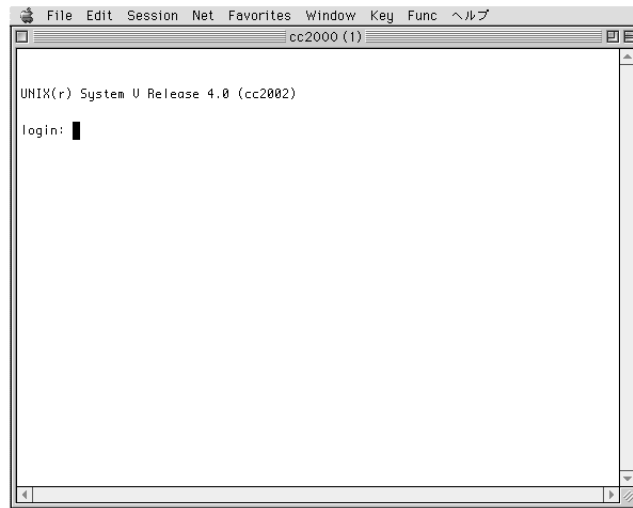 File Edit Session Net Favorites Window Key Func ヘルプ
cc2000 (1)
UNIX(r) System V Release 4.0 (cc2002)
login: